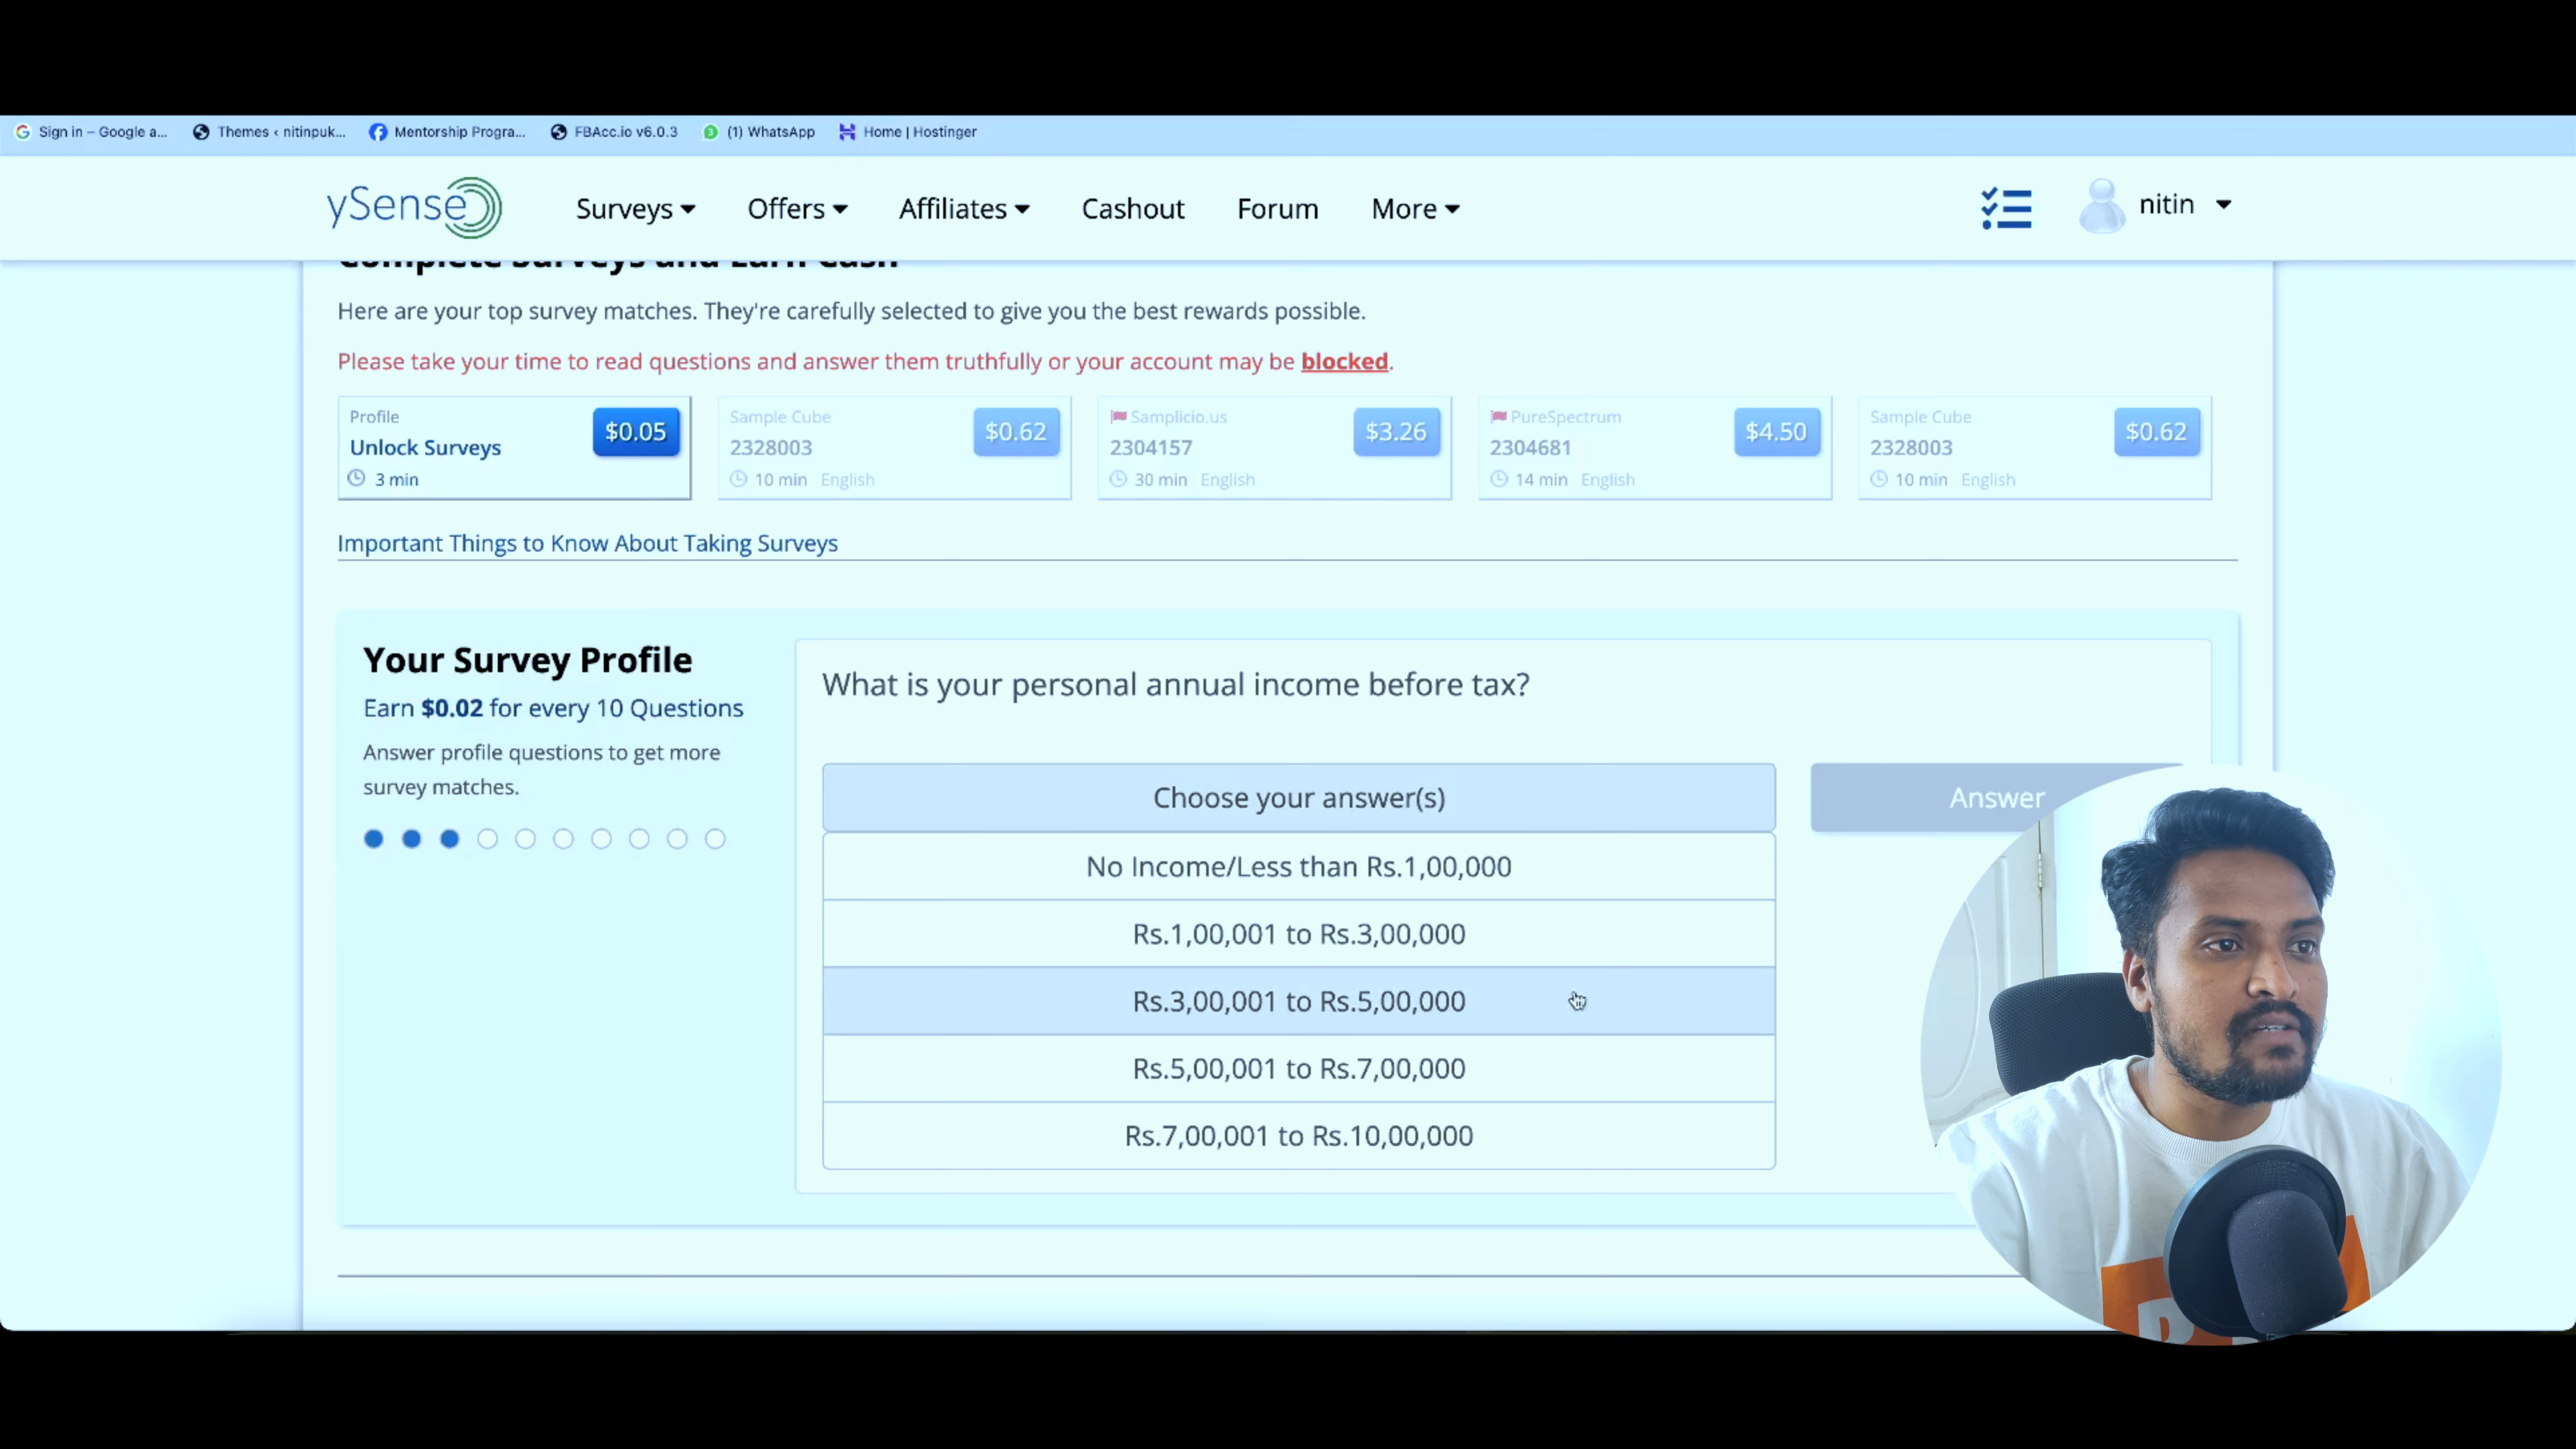 Sign in – Google a...
Themes ‹ nitinpuk...
Mentorship Progra...
FBAcc.io v6.0.3
(1) WhatsApp
Home | Hostinger
ySense
Surveys
Offers
Affiliates
Cashout
Forum
More
nitin
Complete Surveys and Earn Cash
Here are your top survey matches. They're carefully selected to give you the best rewards possible.
Please take your time to read questions and answer them truthfully or your account may be blocked.
Profile
Unlock Surveys
3 min
$0.05
Sample Cube
2328003
10 min English
$0.62
Samplicio.us
2304157
30 min English
$3.26
PureSpectrum
2304681
14 min English
$4.50
Sample Cube
2328003
10 min English
$0.62
Important Things to Know About Taking Surveys
Your Survey Profile
Earn $0.02 for every 10 Questions
Answer profile questions to get more
survey matches.
What is your personal annual income before tax?
Choose your answer(s)
Answer
No Income/Less than Rs.1,00,000
Rs.1,00,001 to Rs.3,00,000
Rs.3,00,001 to Rs.5,00,000
Rs.5,00,001 to Rs.7,00,000
Rs.7,00,001 to Rs.10,00,000